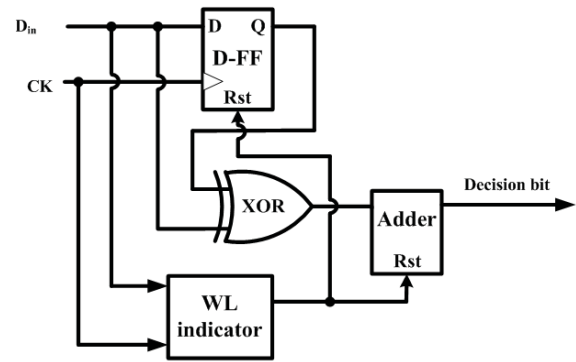 Din
D Q
D-FF
CK
Rst
XOR
Decision bit
Adder
Rst
WL
indicator